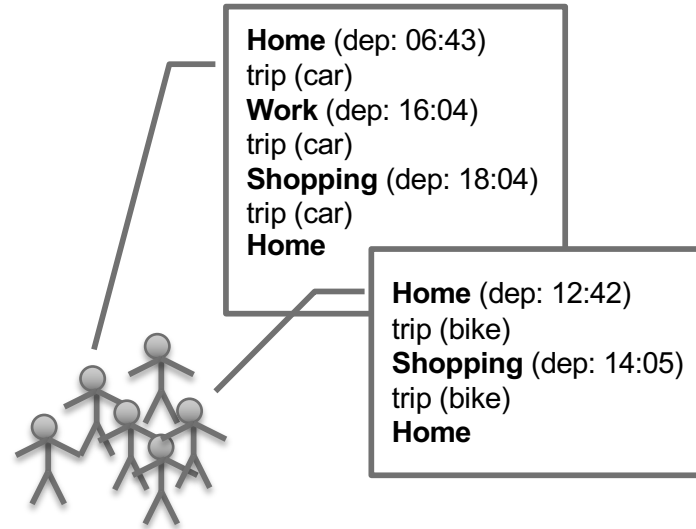 Home (dep: 06:43)
trip (car)
Work (dep: 16:04)
trip (car)
Shopping (dep: 18:04)
trip (car)
Home
Home (dep: 12:42)
trip (bike)
Shopping (dep: 14:05)
trip (bike)
Home